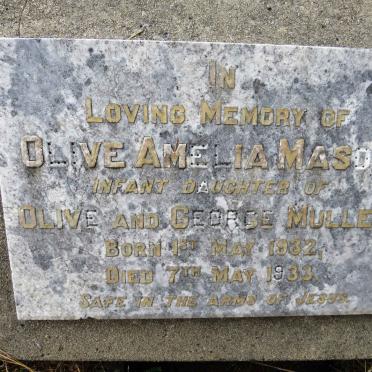 IN
LOVING MEMORY OF
OLIVE AMELIA MASO
INFANT DAUGHTER OF
OLIVE AND GEORGE MULLE
BORN 1ST MAY 1932,
DIED 7TH MAY 1933.
SAFE IN THE ARMS OF JESUS.